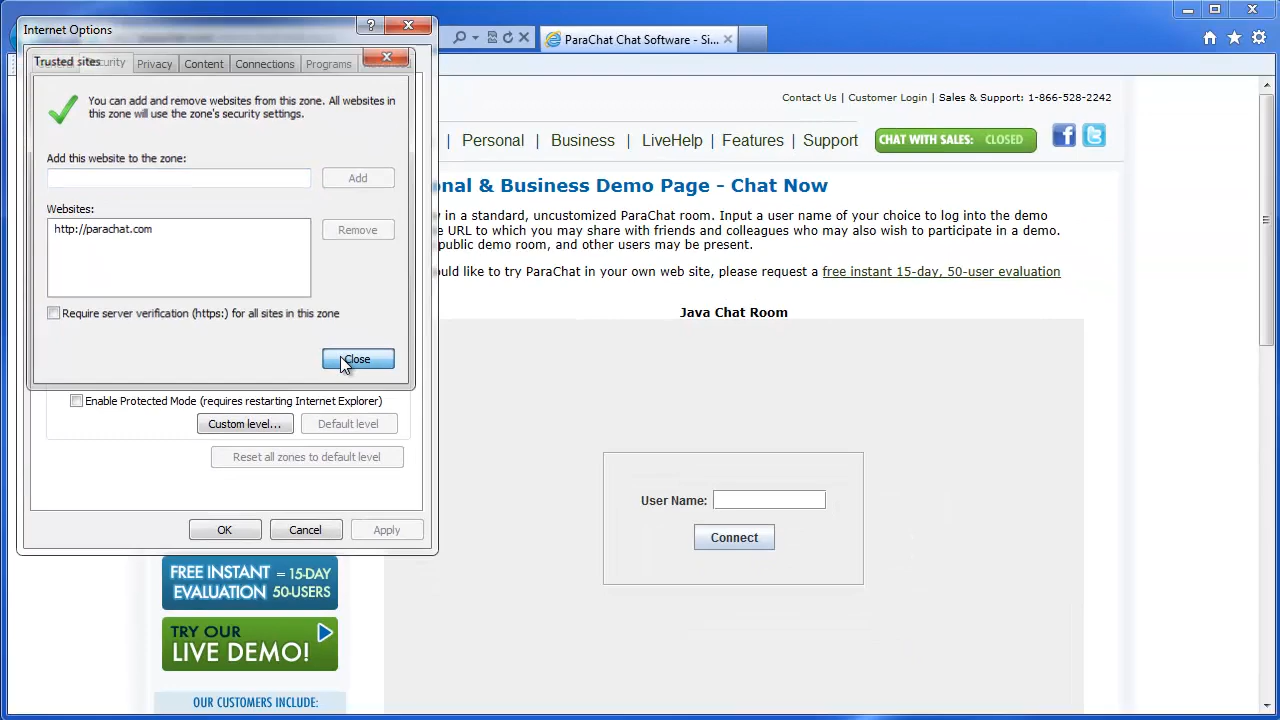 Internet Options
?
ParaChat Chat Software - Si...
Trusted sites
Privacy
Content
Connections
Programs
You can add and remove websites from this zone. All websites in
this zone will use the zone's security settings.
Add this website to the zone:
Add
Websites:
http://parachat.com
Remove
Require server verification (https:) for all sites in this zone
Close
Enable Protected Mode (requires restarting Internet Explorer)
Custom level...
Default level
Reset all zones to default level
OK
Cancel
Apply
Contact Us | Customer Login | Sales & Support: 1-866-528-2242
| Personal | Business | LiveHelp | Features | Support
CHAT WITH SALES: CLOSED
onal & Business Demo Page - Chat Now
y in a standard, uncustomized ParaChat room. Input a user name of your choice to log into the demo
e URL to which you may share with friends and colleagues who may also wish to participate in a demo.
public demo room, and other users may be present.
uld like to try ParaChat in your own web site, please request a free instant 15-day, 50-user evaluation
Java Chat Room
User Name:
Connect
FREE INSTANT = 15-DAY
EVALUATION 50-USERS
TRY OUR
LIVE DEMO!
OUR CUSTOMERS INCLUDE: